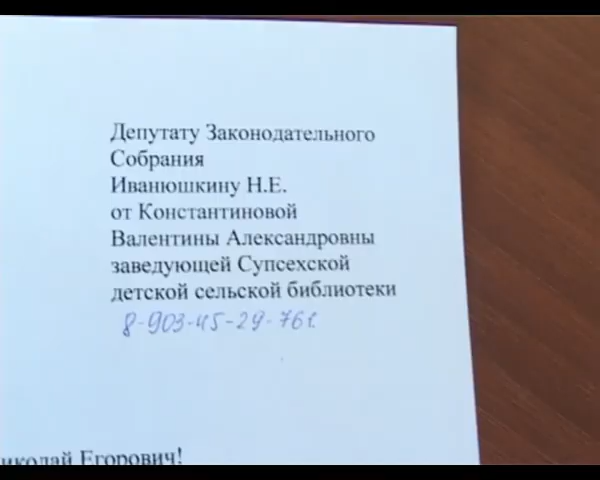 Депутату Законодательного
Собрания
Иванюшкину Н.Е.
от Константиновой
Валентины Александровны
заведующей Супсехской
детской сельской библиотеки
8-903-45-29-761.
иколай Егорович!